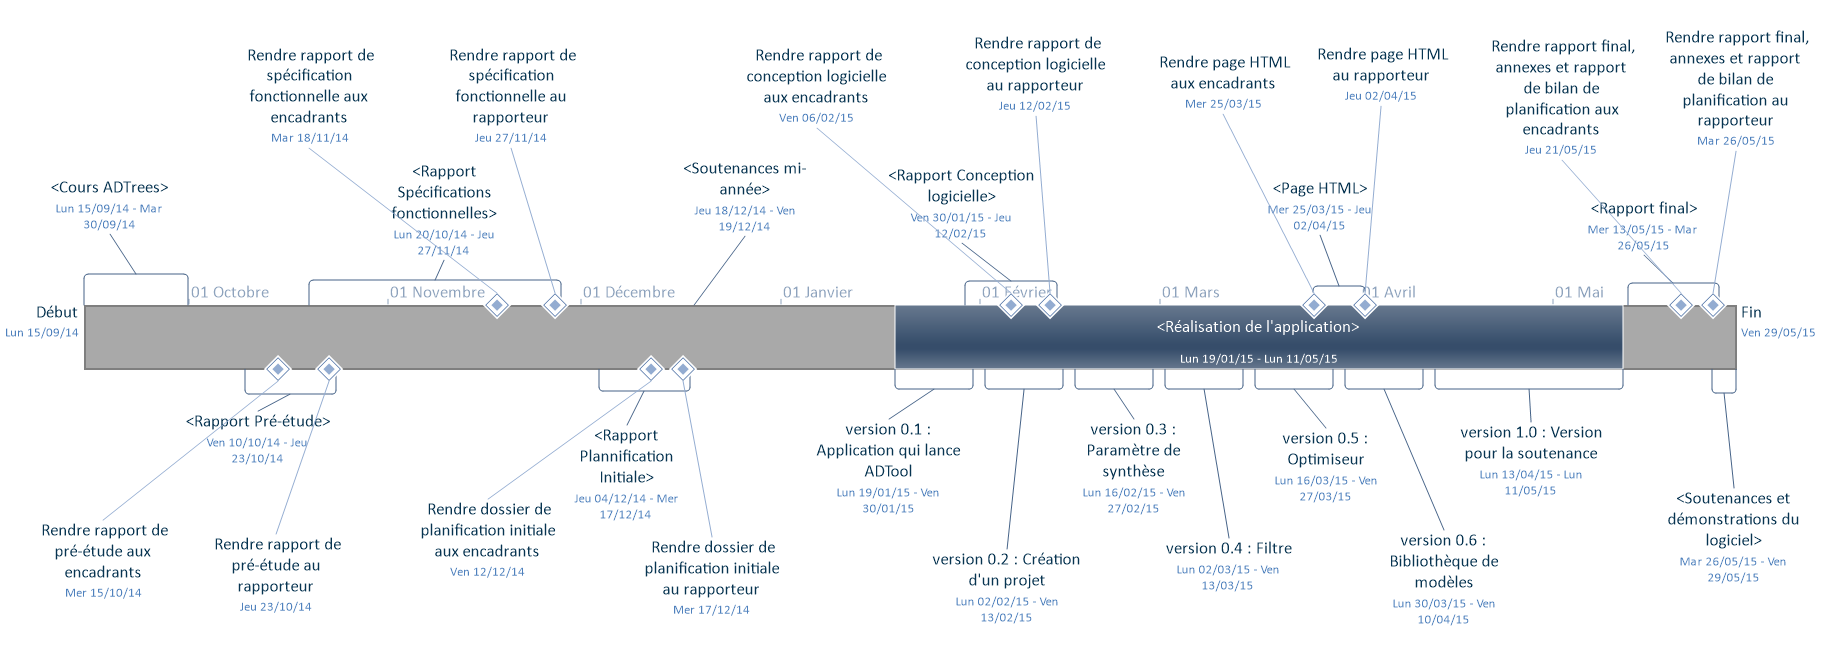 Rendre rapport de
spécification
fonctionnelle aux
encadrants
Mar 18/11/14
Rendre rapport de
spécification
fonctionnelle au
rapporteur
Jeu 27/11/14
Rendre rapport de
conception logicielle
aux encadrants
Ven 06/02/15
Rendre rapport de
conception logicielle
au rapporteur
Jeu 12/02/15
Rendre page HTML
aux encadrants
Mer 25/03/15
Rendre page HTML
au rapporteur
Jeu 02/04/15
Rendre rapport final,
annexes et rapport
de bilan de
planification aux
encadrants
Jeu 21/05/15
Rendre rapport final,
annexes et rapport
de bilan de
planification au
rapporteur
Mar 26/05/15
<Cours ADTrees>
Lun 15/09/14 - Mar
30/09/14
<Rapport
Spécifications
fonctionnelles>
Lun 20/10/14 - Jeu
27/11/14
<Soutenances mi-
année>
Jeu 18/12/14 - Ven
19/12/14
<Rapport Conception
logicielle>
Ven 30/01/15 - Jeu
12/02/15
<Page HTML>
Mer 25/03/15 - Jeu
02/04/15
<Rapport final>
Mer 13/05/15 - Mar
26/05/15
01 Octobre
01 Novembre
01 Décembre
01 Janvier
01 Février
01 Mars
01 Avril
01 Mai
Début
Lun 15/09/14
<Réalisation de l'application>
Lun 19/01/15 - Lun 11/05/15
Fin
Ven 29/05/15
<Rapport Pré-étude>
Ven 10/10/14 - Jeu
23/10/14
Rendre rapport de
pré-étude aux
encadrants
Mer 15/10/14
Rendre rapport de
pré-étude au
rapporteur
Jeu 23/10/14
Rendre dossier de
planification initiale
aux encadrants
Ven 12/12/14
<Rapport
Plannification
Initiale>
Jeu 04/12/14 - Mer
17/12/14
Rendre dossier de
planification initiale
au rapporteur
Mer 17/12/14
version 0.1 :
Application qui lance
ADTool
Lun 19/01/15 - Ven
30/01/15
version 0.2 : Création
d'un projet
Lun 02/02/15 - Ven
13/02/15
version 0.3 :
Paramètre de
synthèse
Lun 16/02/15 - Ven
27/02/15
version 0.4 : Filtre
Lun 02/03/15 - Ven
13/03/15
version 0.5 :
Optimiseur
Lun 16/03/15 - Ven
27/03/15
version 0.6 :
Bibliothèque de
modèles
Lun 30/03/15 - Ven
10/04/15
version 1.0 : Version
pour la soutenance
Lun 13/04/15 - Lun
11/05/15
<Soutenances et
démonstrations du
logiciel>
Mar 26/05/15 - Ven
29/05/15